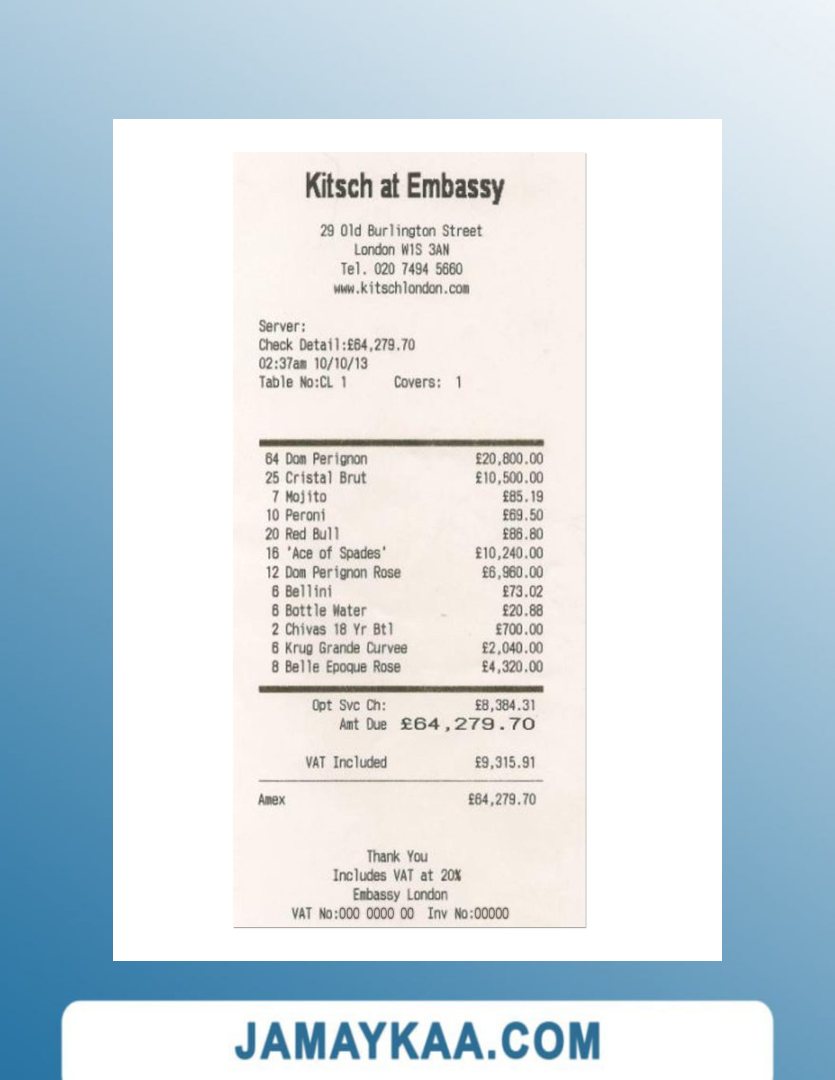 Kitsch at Embassy
29 Old Burlington Street
London W1S 3AN
Tel. 020 7494 5660
www.kitschlondon.com
Server:
Check Detail:£64,279.70
02:37am 10/10/13
Table No:CL 1 Covers: 1
64 Dom Perignon £20,800.00
25 Cristal Brut £10,500.00
7 Mojito £85.19
10 Peroni £69.50
20 Red Bull £86.80
16 'Ace of Spades' £10,240.00
12 Dom Perignon Rose £6,960.00
6 Bellini £73.02
6 Bottle Water £20.88
2 Chivas 18 Yr Btl £700.00
6 Krug Grande Curvee £2,040.00
8 Belle Epoque Rose £4,320.00
Opt Svc Ch: £8,384.31
Amt Due £64,279.70
VAT Included £9,315.91
Amex £64,279.70
Thank You
Includes VAT at 20%
Embassy London
VAT No:000 0000 00 Inv No:00000
JAMAYKAA.COM